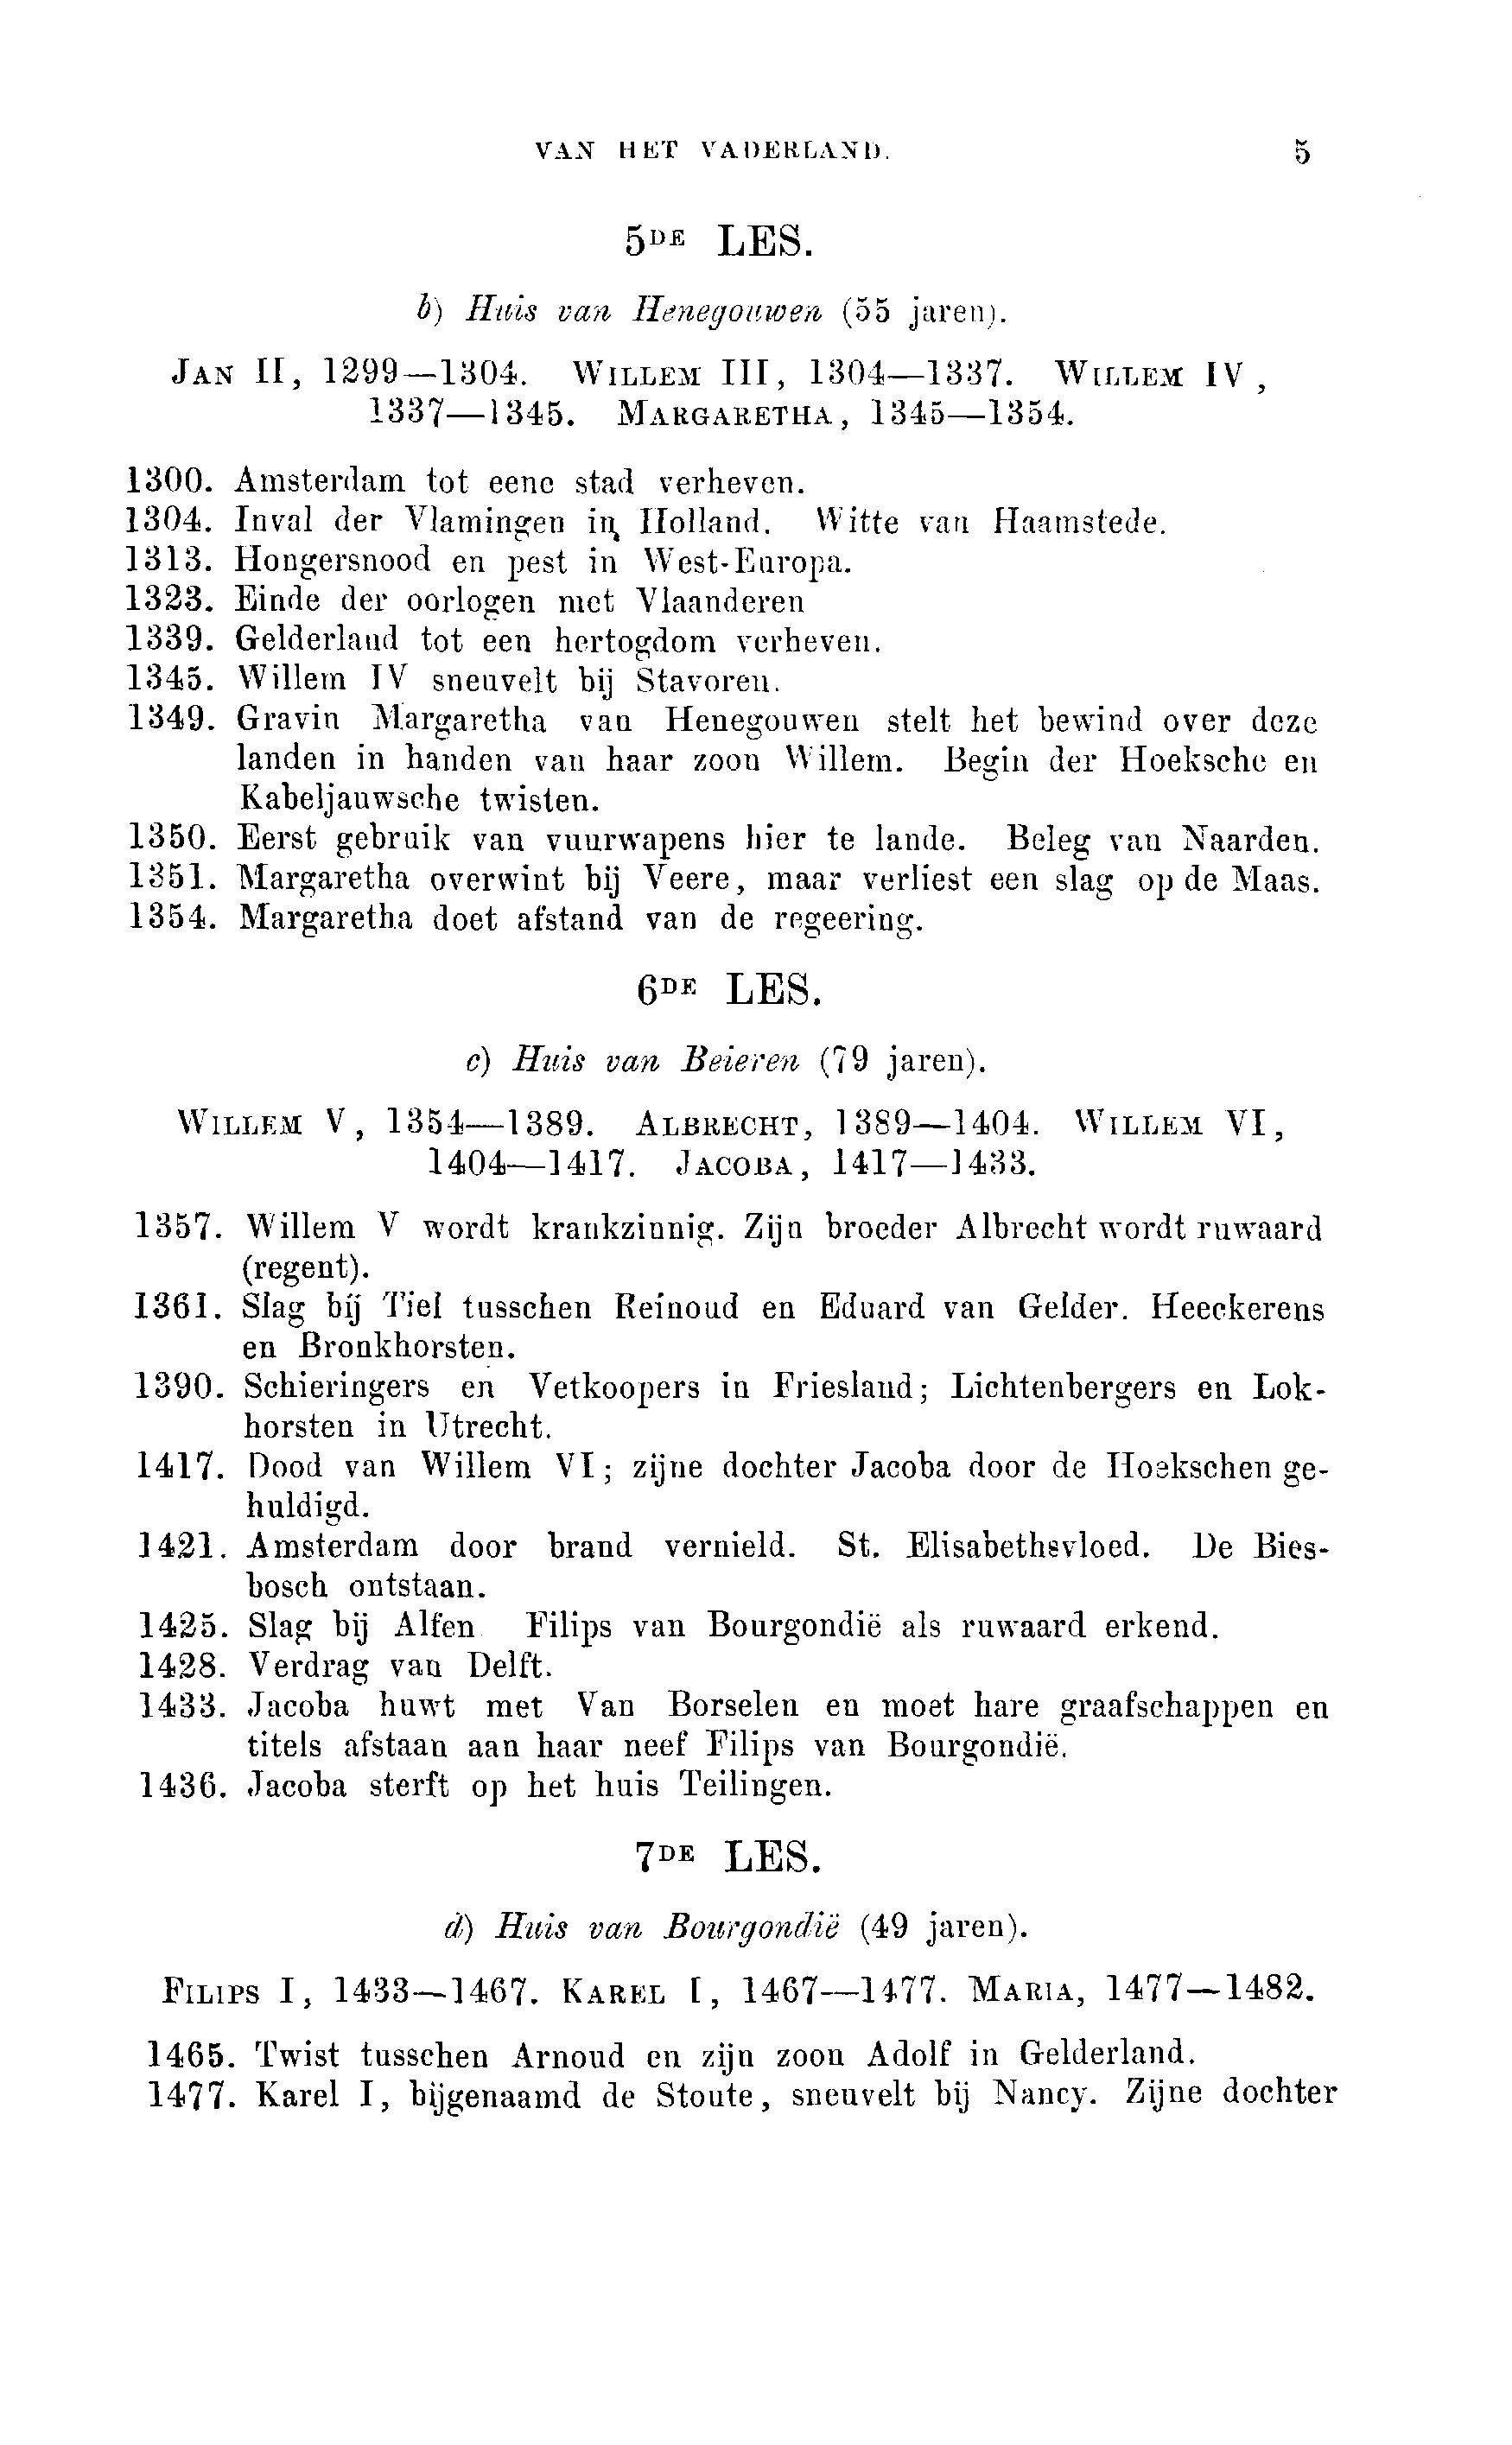 VAN HET VADERLAND. 5
5DE LES.
b) Huis van Henegouwen (55 jaren).
JAN II, 1299—1304. WILLEM III, 1304—1337. WILLEM IV,
1337—1345. MARGARETHA, 1345—1354.
1300. Amsterdam tot eene stad verheven.
1304. Inval der Vlamingen in Holland. Witte van Haamstede.
1313. Hongersnood en pest in West-Europa.
1323. Einde der oorlogen met Vlaanderen
1339. Gelderland tot een hertogdom verheven.
1345. Willem IV sneuvelt bij Stavoren.
1349. Gravin Margaretha van Henegouwen stelt het bewind over deze
landen in handen van haar zoon Willem. Begin der Hoeksche en
Kabeljauwsche twisten.
1350. Eerst gebruik van vuurwapens hier te lande. Beleg van Naarden.
1351. Margaretha overwint bij Veere, maar verliest een slag op de Maas.
1354. Margaretha doet afstand van de regeering.
6DE LES.
c) Huis van Beieren (79 jaren).
WILLEM V, 1354—1389. ALBRECHT, 1389—1404. WILLEM VI,
1404—1417. JACOBA, 1417—1433.
1357. Willem V wordt krankzinnig. Zijn broeder Albrecht wordt ruwaard
(regent).
1361. Slag bij Tiel tusschen Reinoud en Eduard van Gelder. Heeckerens
en Bronkhorsten.
1390. Schieringers en Vetkoopers in Friesland; Lichtenbergers en Lok-
horsten in Utrecht.
1417. Dood van Willem VI; zijne dochter Jacoba door de Hoekschen ge-
huldigd.
1421. Amsterdam door brand vernield. St. Elisabethsvloed. De Bies-
bosch ontstaan.
1425. Slag bij Alfen Filips van Bourgondië als ruwaard erkend.
1428. Verdrag van Delft.
1433. Jacoba huwt met Van Borselen en moet hare graafschappen en
titels afstaan aan haar neef Filips van Bourgondië.
1436. Jacoba sterft op het huis Teilingen.
7DE LES.
d) Huis van Bourgondië (49 jaren).
FILIPS I, 1433—1467. KAREL I, 1467—1477. MARIA, 1477—1482.
1465. Twist tusschen Arnoud en zijn zoon Adolf in Gelderland.
1477. Karel I, bijgenaamd de Stoute, sneuvelt bij Nancy. Zijne dochter